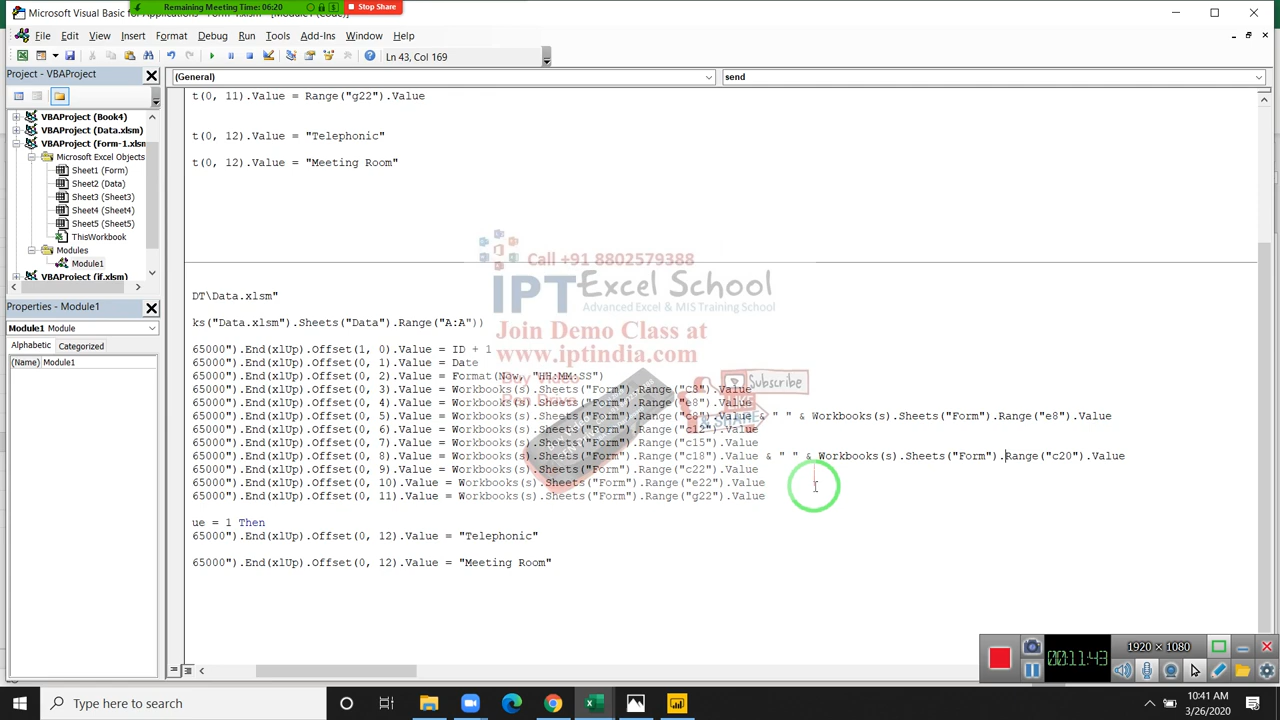 Microsoft Visual Basic for Applications - Form-1.xlsm - [Module1 (Code)]
Remaining Meeting Time: 06:20
Stop Share
File Edit View Insert Format Debug Run Tools Add-Ins Window Help
Ln 43, Col 169
Project - VBAProject
(General)
send
VBAProject (Book4)
VBAProject (Data.xlsm)
VBAProject (Form-1.xlsm
Microsoft Excel Objects
Sheet1 (Form)
Sheet2 (Data)
Sheet3 (Sheet3)
Sheet4 (Sheet4)
Sheet5 (Sheet5)
ThisWorkbook
Modules
Module1
VBAProject (if.xlsm)
Properties - Module1
Module1 Module
Alphabetic Categorized
(Name) Module1
t(0, 11).Value = Range("g22").Value
t(0, 12).Value = "Telephonic"
t(0, 12).Value = "Meeting Room"
Call +91 8802579388
IPT Excel School
Advanced Excel & MIS Training School
Join Demo Class at
www.iptindia.com
Buy Video
Subscribe
SHARE
DT\Data.xlsm"
ks("Data.xlsm").Sheets("Data").Range("A:A"))
65000").End(xlUp).Offset(1, 0).Value = ID + 1
65000").End(xlUp).Offset(0, 1).Value = Date
65000").End(xlUp).Offset(0, 2).Value = Format(Now, "HH:MM:SS")
65000").End(xlUp).Offset(0, 3).Value = Workbooks(s).Sheets("Form").Range("C8").Value
65000").End(xlUp).Offset(0, 4).Value = Workbooks(s).Sheets("Form").Range("e8").Value
65000").End(xlUp).Offset(0, 5).Value = Workbooks(s).Sheets("Form").Range("c8").Value & " " & Workbooks(s).Sheets("Form").Range("e8").Value
65000").End(xlUp).Offset(0, 6).Value = Workbooks(s).Sheets("Form").Range("c12").Value
65000").End(xlUp).Offset(0, 7).Value = Workbooks(s).Sheets("Form").Range("c15").Value
65000").End(xlUp).Offset(0, 8).Value = Workbooks(s).Sheets("Form").Range("c18").Value & " " & Workbooks(s).Sheets("Form").Range("c20").Value
65000").End(xlUp).Offset(0, 9).Value = Workbooks(s).Sheets("Form").Range("c22").Value
65000").End(xlUp).Offset(0, 10).Value = Workbooks(s).Sheets("Form").Range("e22").Value
65000").End(xlUp).Offset(0, 11).Value = Workbooks(s).Sheets("Form").Range("g22").Value
ue = 1 Then
65000").End(xlUp).Offset(0, 12).Value = "Telephonic"
65000").End(xlUp).Offset(0, 12).Value = "Meeting Room"
1920 × 1080
00:11:43
Type here to search
10:41 AM
3/26/2020